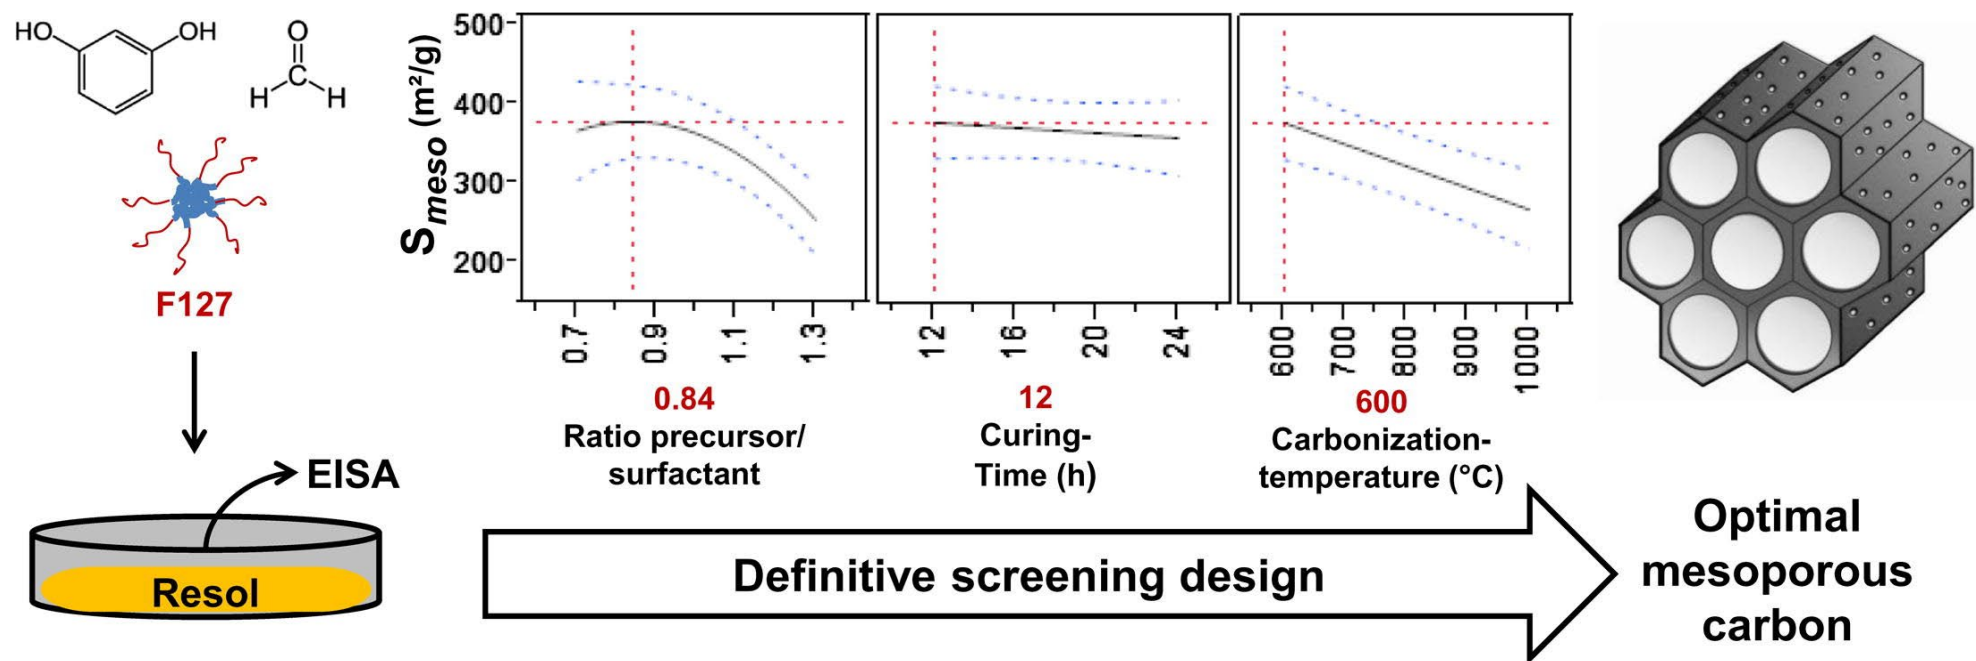 HO
OH
O
C
H
H
F127
EISA
Resol
S meso (m²/g)
500
400
300
200
0.7
0.9
1.1
1.3
0.84
Ratio precursor/
surfactant
12
16
20
24
12
Curing-
Time (h)
600
700
800
900
1000
600
Carbonization-
temperature (°C)
Definitive screening design
Optimal
mesoporous
carbon